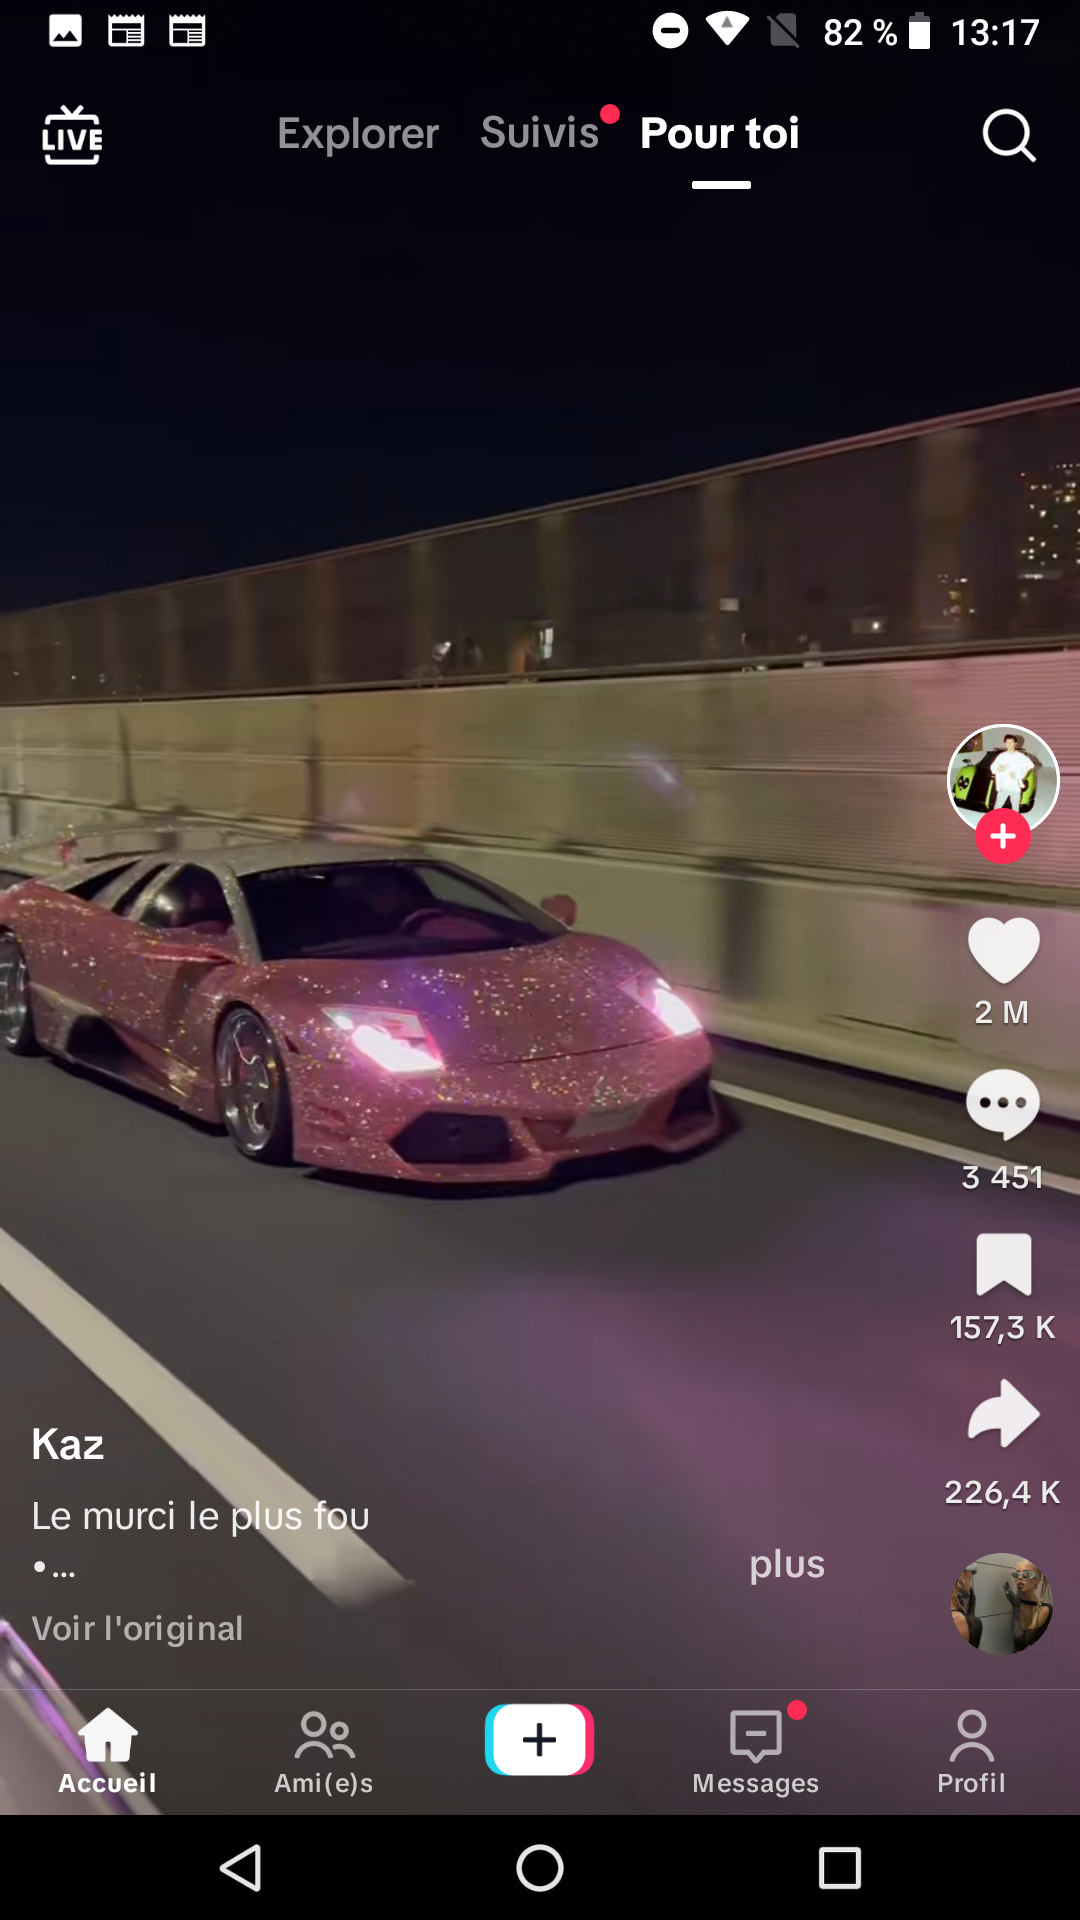 82 % 13:17
LIVE Explorer Suivis Pour toi
2 M
3 451
157,3 K
226,4 K
Kaz
Le murci le plus fou
•... plus
Voir l'original
Accueil Ami(e)s Messages Profil